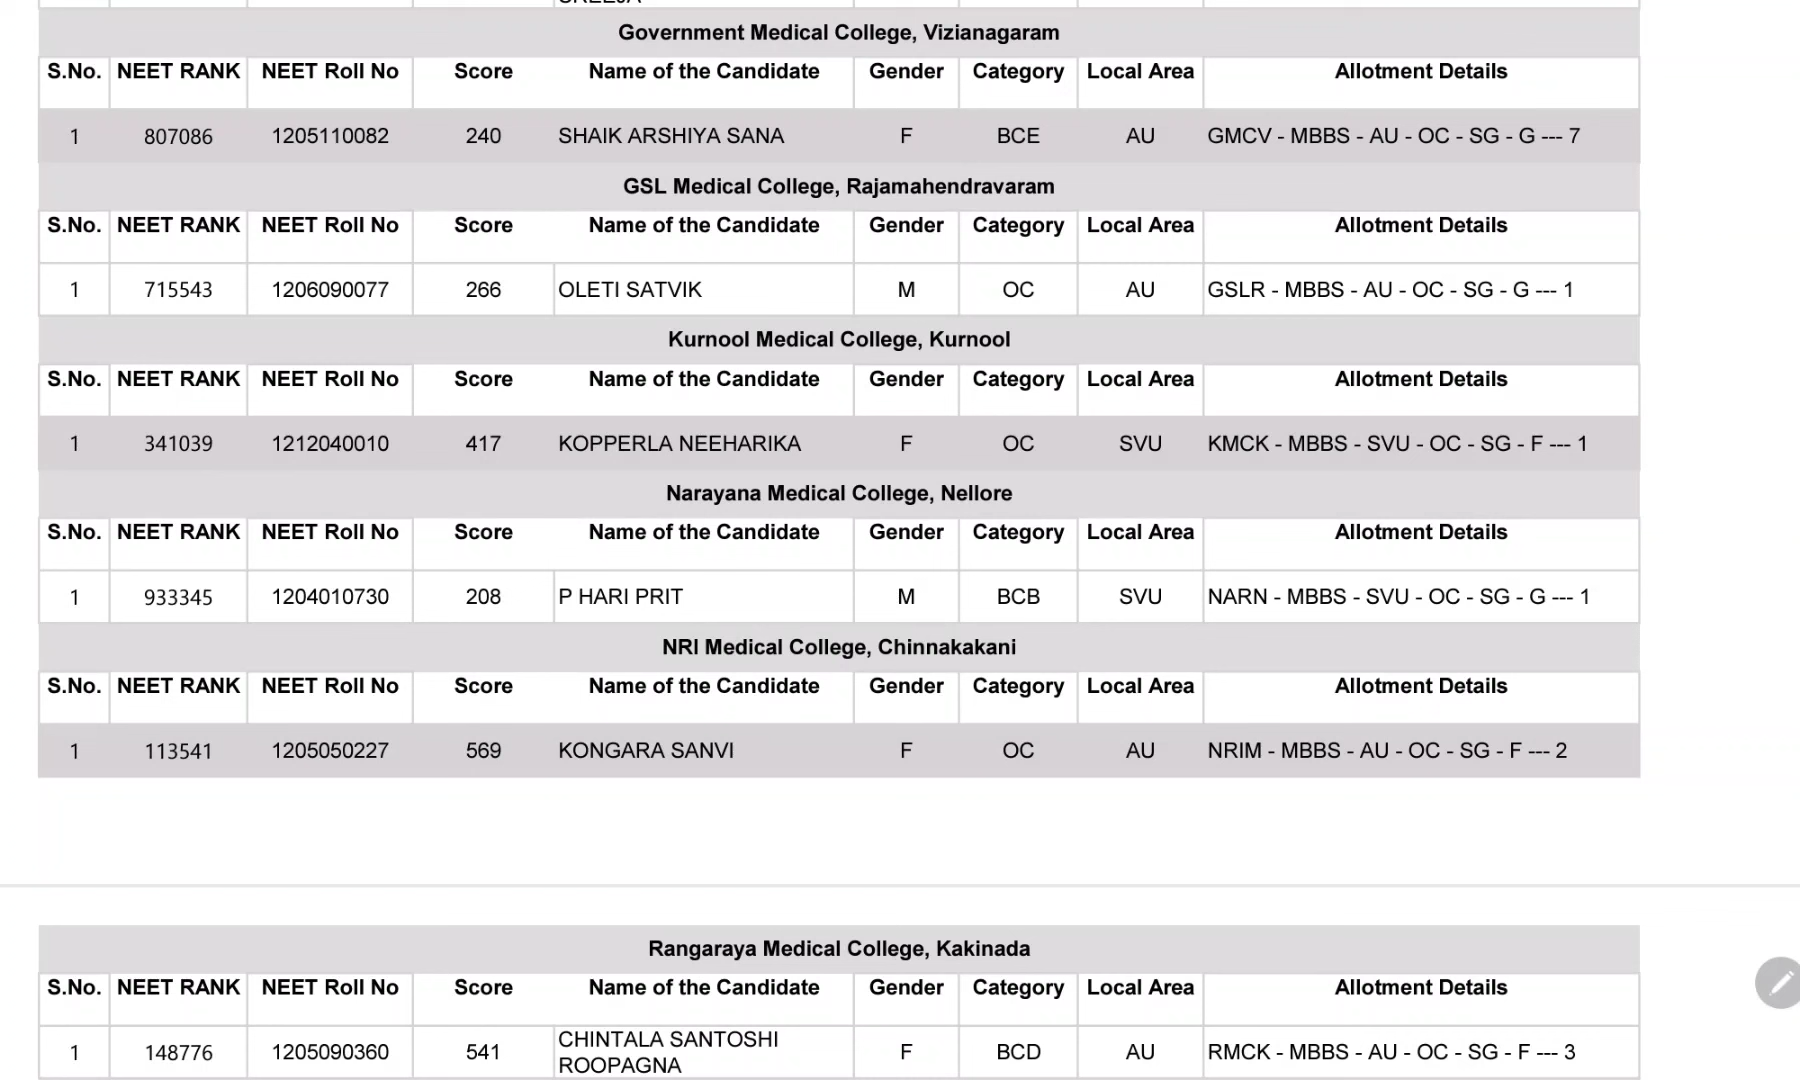 Government Medical College, Vizianagaram
S.No. NEET RANK NEET Roll No Score Name of the Candidate Gender Category Local Area Allotment Details
1 807086 1205110082 240 SHAIK ARSHIYA SANA F BCE AU GMCV - MBBS - AU - OC - SG - G --- 7
GSL Medical College, Rajamahendravaram
S.No. NEET RANK NEET Roll No Score Name of the Candidate Gender Category Local Area Allotment Details
1 715543 1206090077 266 OLETI SATVIK M OC AU GSLR - MBBS - AU - OC - SG - G --- 1
Kurnool Medical College, Kurnool
S.No. NEET RANK NEET Roll No Score Name of the Candidate Gender Category Local Area Allotment Details
1 341039 1212040010 417 KOPPERLA NEEHARIKA F OC SVU KMCK - MBBS - SVU - OC - SG - F --- 1
Narayana Medical College, Nellore
S.No. NEET RANK NEET Roll No Score Name of the Candidate Gender Category Local Area Allotment Details
1 933345 1204010730 208 P HARI PRIT M BCB SVU NARN - MBBS - SVU - OC - SG - G --- 1
NRI Medical College, Chinnakakani
S.No. NEET RANK NEET Roll No Score Name of the Candidate Gender Category Local Area Allotment Details
1 113541 1205050227 569 KONGARA SANVI F OC AU NRIM - MBBS - AU - OC - SG - F --- 2
Rangaraya Medical College, Kakinada
S.No. NEET RANK NEET Roll No Score Name of the Candidate Gender Category Local Area Allotment Details
1 148776 1205090360 541 CHINTALA SANTOSHI F BCD AU RMCK - MBBS - AU - OC - SG - F --- 3
ROOPAGNA